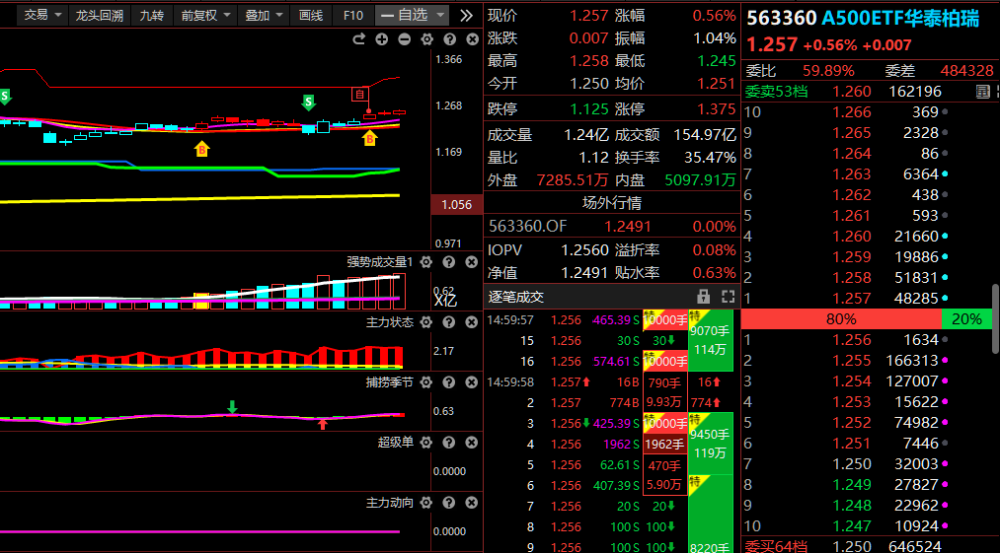 交易 龙头回溯 九转 前复权 叠加 画线 F10 一自选
1.366
S
S
自
1.268
B
B
1.169
1.056
0.971
强势成交量1
0.62
X亿
主力状态
2.17
捕捞季节
0.63
超级单
0.0000
主力动向
0.0000
现价 1.257 涨幅 0.56%
涨跌 0.007 振幅 1.04%
最高 1.258 最低 1.245
今开 1.250 均价 1.251
跌停 1.125 涨停 1.375
成交量 1.24亿 成交额 154.97亿
量比 1.12 换手率 35.47%
外盘 7285.51万 内盘 5097.91万
场外行情
563360.OF 1.2491 0.00%
IOPV 1.2560 溢折率 0.08%
净值 1.2491 贴水率 0.63%
逐笔成交
14:59:57 1.256 465.39 S
15 1.256 30 S
16 1.256 574.61 S
14:59:58 1.257 16 B
2 1.257 774 B
3 1.256 425.39 S
4 1.256 1962 S
5 1.256 62.61 S
6 1.256 407.39 S
7 1.256 20 S
8 1.256 100 S
9 1.256 100 S
特
10000手
30
特
10000手
790手
9.93万
特
10000手
1962手
470手
5.90万
20
100
100
特
9070手
114万
16
774
特
9450手
119万
特
8220手
563360 A500ETF华泰柏瑞
1.257 +0.56% +0.007
委比 59.89% 委差 484328
委卖53档 1.260 162196
10 1.266 369
9 1.265 2328
8 1.264 86
7 1.263 6364
6 1.262 438
5 1.261 593
4 1.260 21660
3 1.259 19886
2 1.258 51831
1 1.257 48285
80% 20%
1 1.256 1634
2 1.255 166313
3 1.254 127007
4 1.253 15622
5 1.252 74982
6 1.251 7446
7 1.250 32003
8 1.249 27827
9 1.248 22962
10 1.247 10924
委买64档 1.250 646524